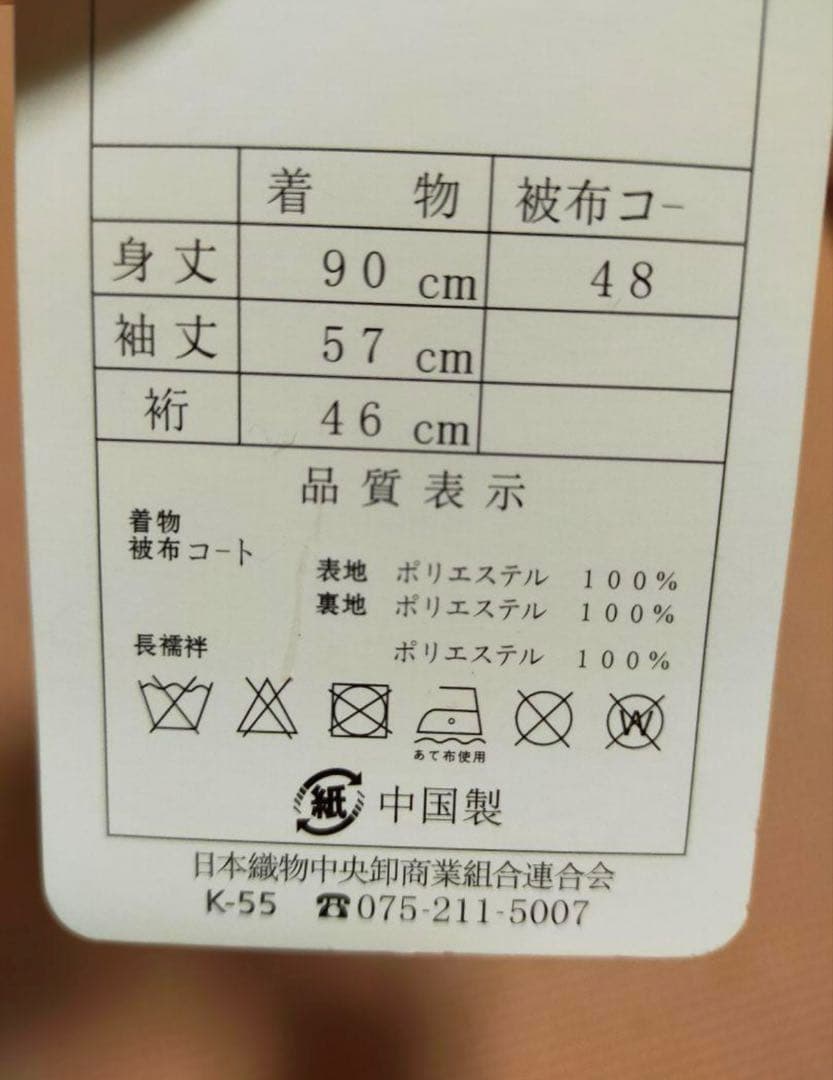 着物 被布コー
身丈 90 cm 48
袖丈 57 cm
裄 46 cm
品質表示
着物
被布コート
表地 ポリエステル 100%
裏地 ポリエステル 100%
長襦袢 ポリエステル 100%
W
あて布使用
紙 中国製
日本織物中央卸商業組合連合会
K-55 ☎075-211-5007